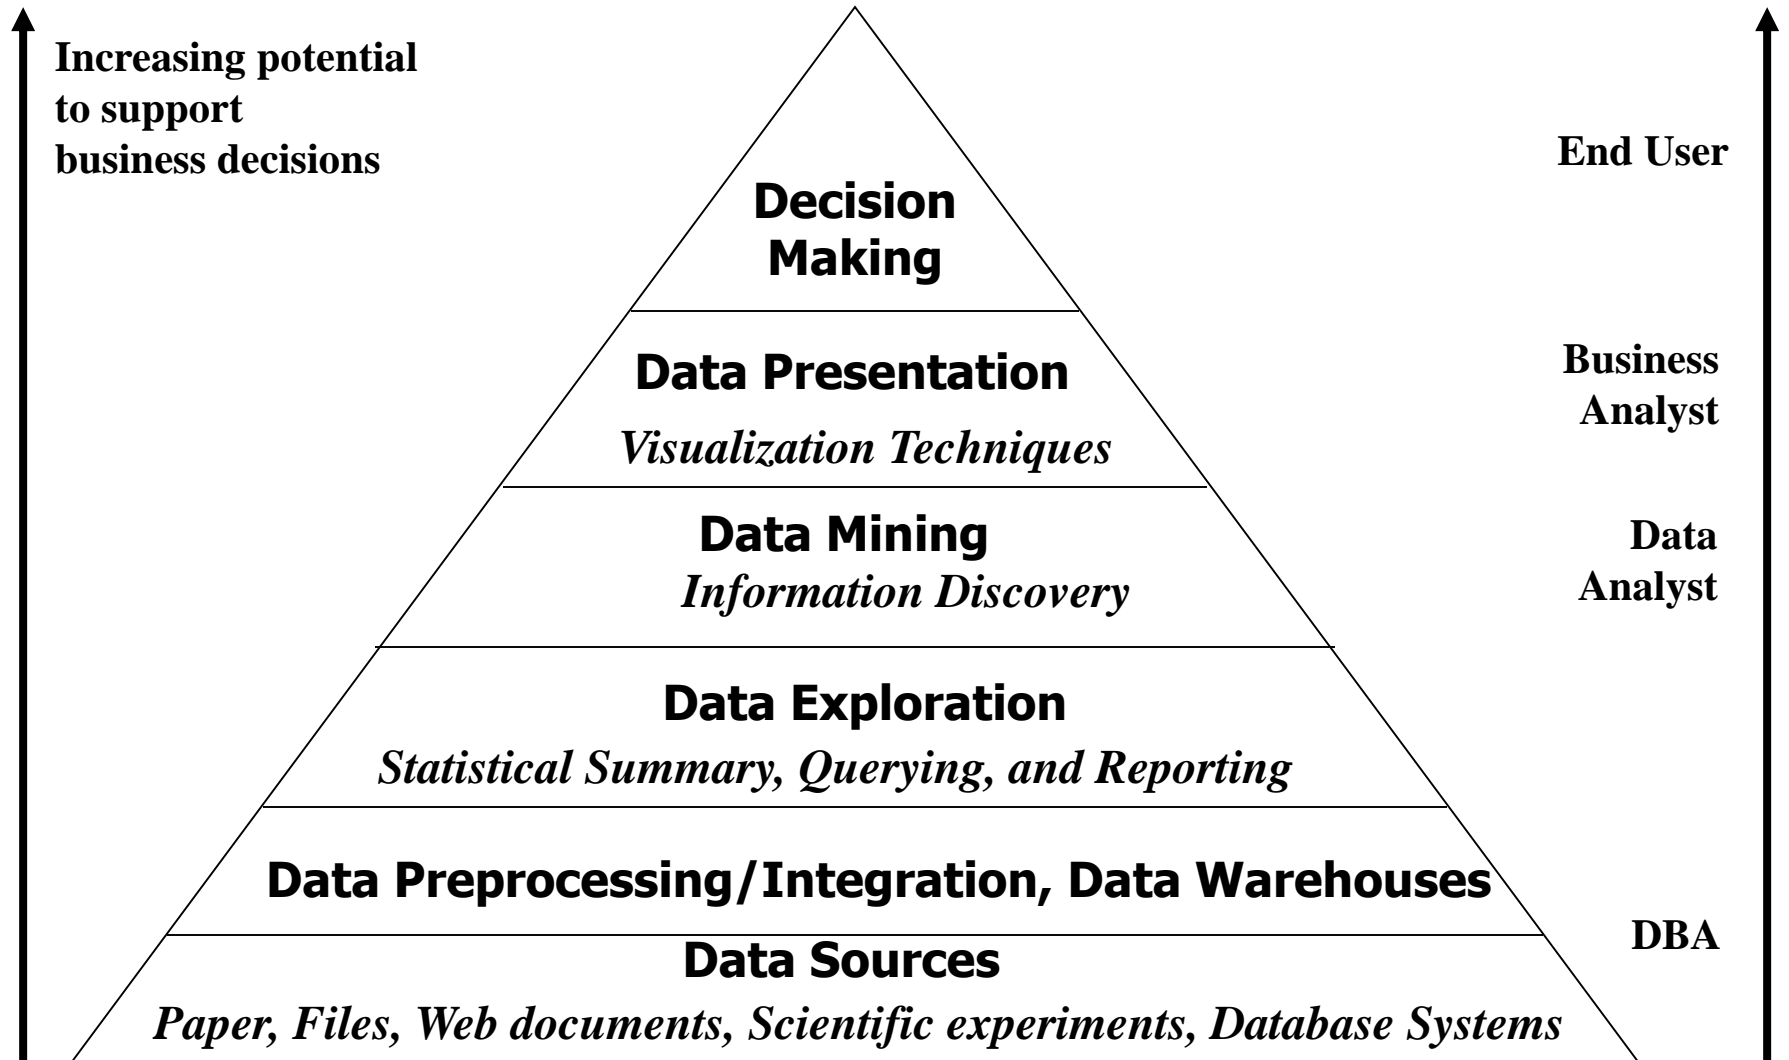 Increasing potential
to support
business decisions
End User
Decision
Making
Data Presentation
Business
Analyst
Visualization Techniques
Data Mining
Data
Analyst
Information Discovery
Data Exploration
Statistical Summary, Querying, and Reporting
Data Preprocessing/Integration, Data Warehouses
DBA
Data Sources
Paper, Files, Web documents, Scientific experiments, Database Systems